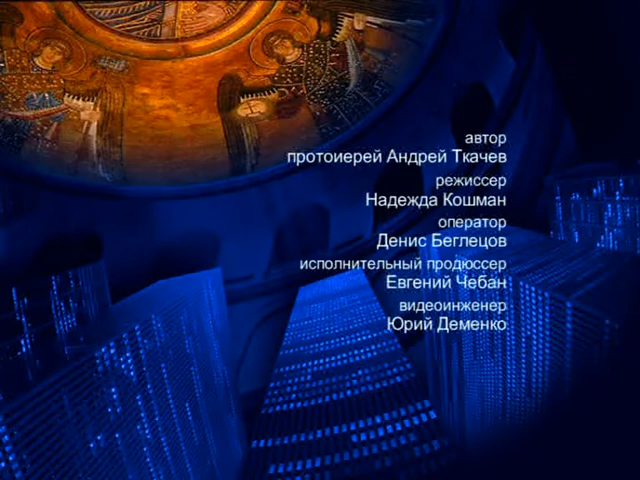 автор
протоиерей Андрей Ткачев
режиссер
Надежда Кошман
оператор
Денис Беглецов
исполнительный продюссер
Евгений Чебан
видеоинженер
Юрий Деменко